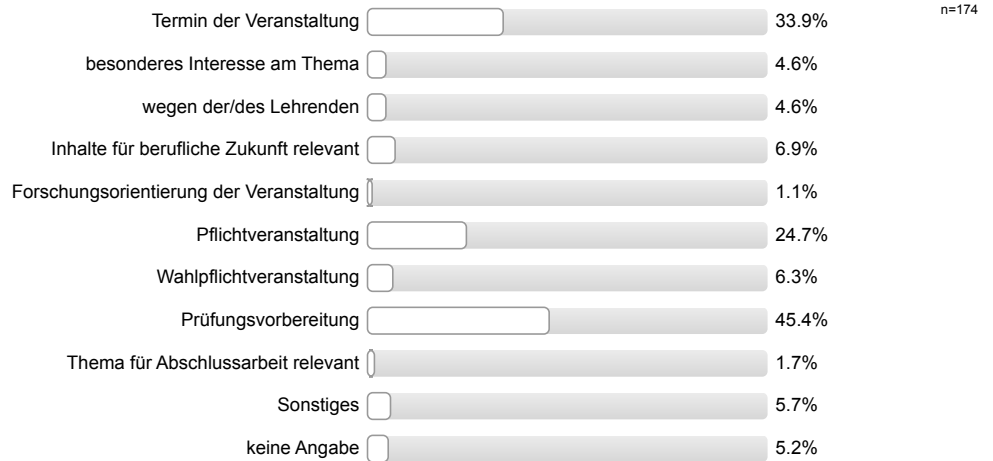 n=174
Termin der Veranstaltung 33.9%
besonderes Interesse am Thema 4.6%
wegen der/des Lehrenden 4.6%
Inhalte für berufliche Zukunft relevant 6.9%
Forschungsorientierung der Veranstaltung 1.1%
Pflichtveranstaltung 24.7%
Wahlpflichtveranstaltung 6.3%
Prüfungsvorbereitung 45.4%
Thema für Abschlussarbeit relevant 1.7%
Sonstiges 5.7%
keine Angabe 5.2%